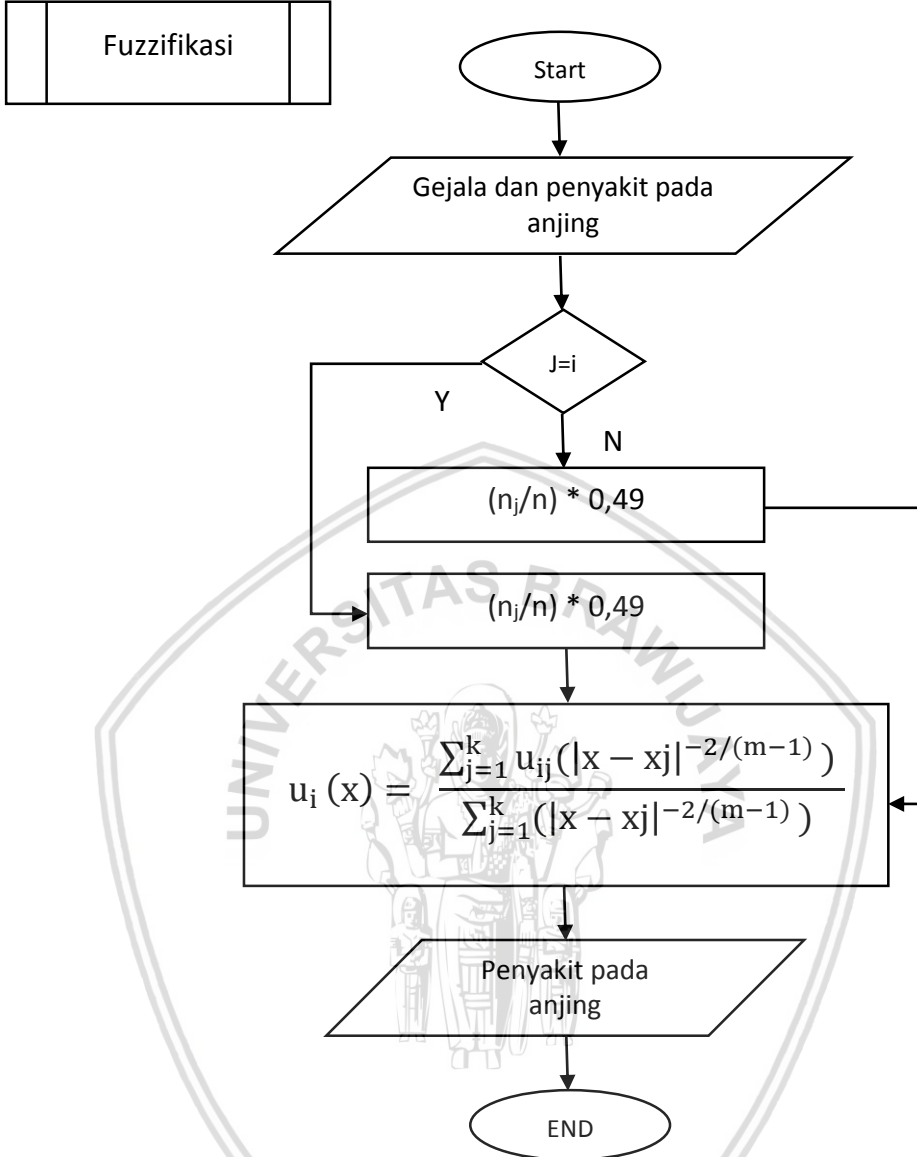 Fuzzifikasi
Start
Gejala dan penyakit pada
anjing
J=i
Y
N
(nⱼ/n) * 0,49
(nⱼ/n) * 0,49
uᵢ (x) = ∑ᵏⱼ₌₁ uᵢⱼ(|x − xj|^−2/(m−1) ) / ∑ᵏⱼ₌₁(|x − xj|^−2/(m−1) )
Penyakit pada
anjing
END
UNIVERSITAS BRAWIJAYA